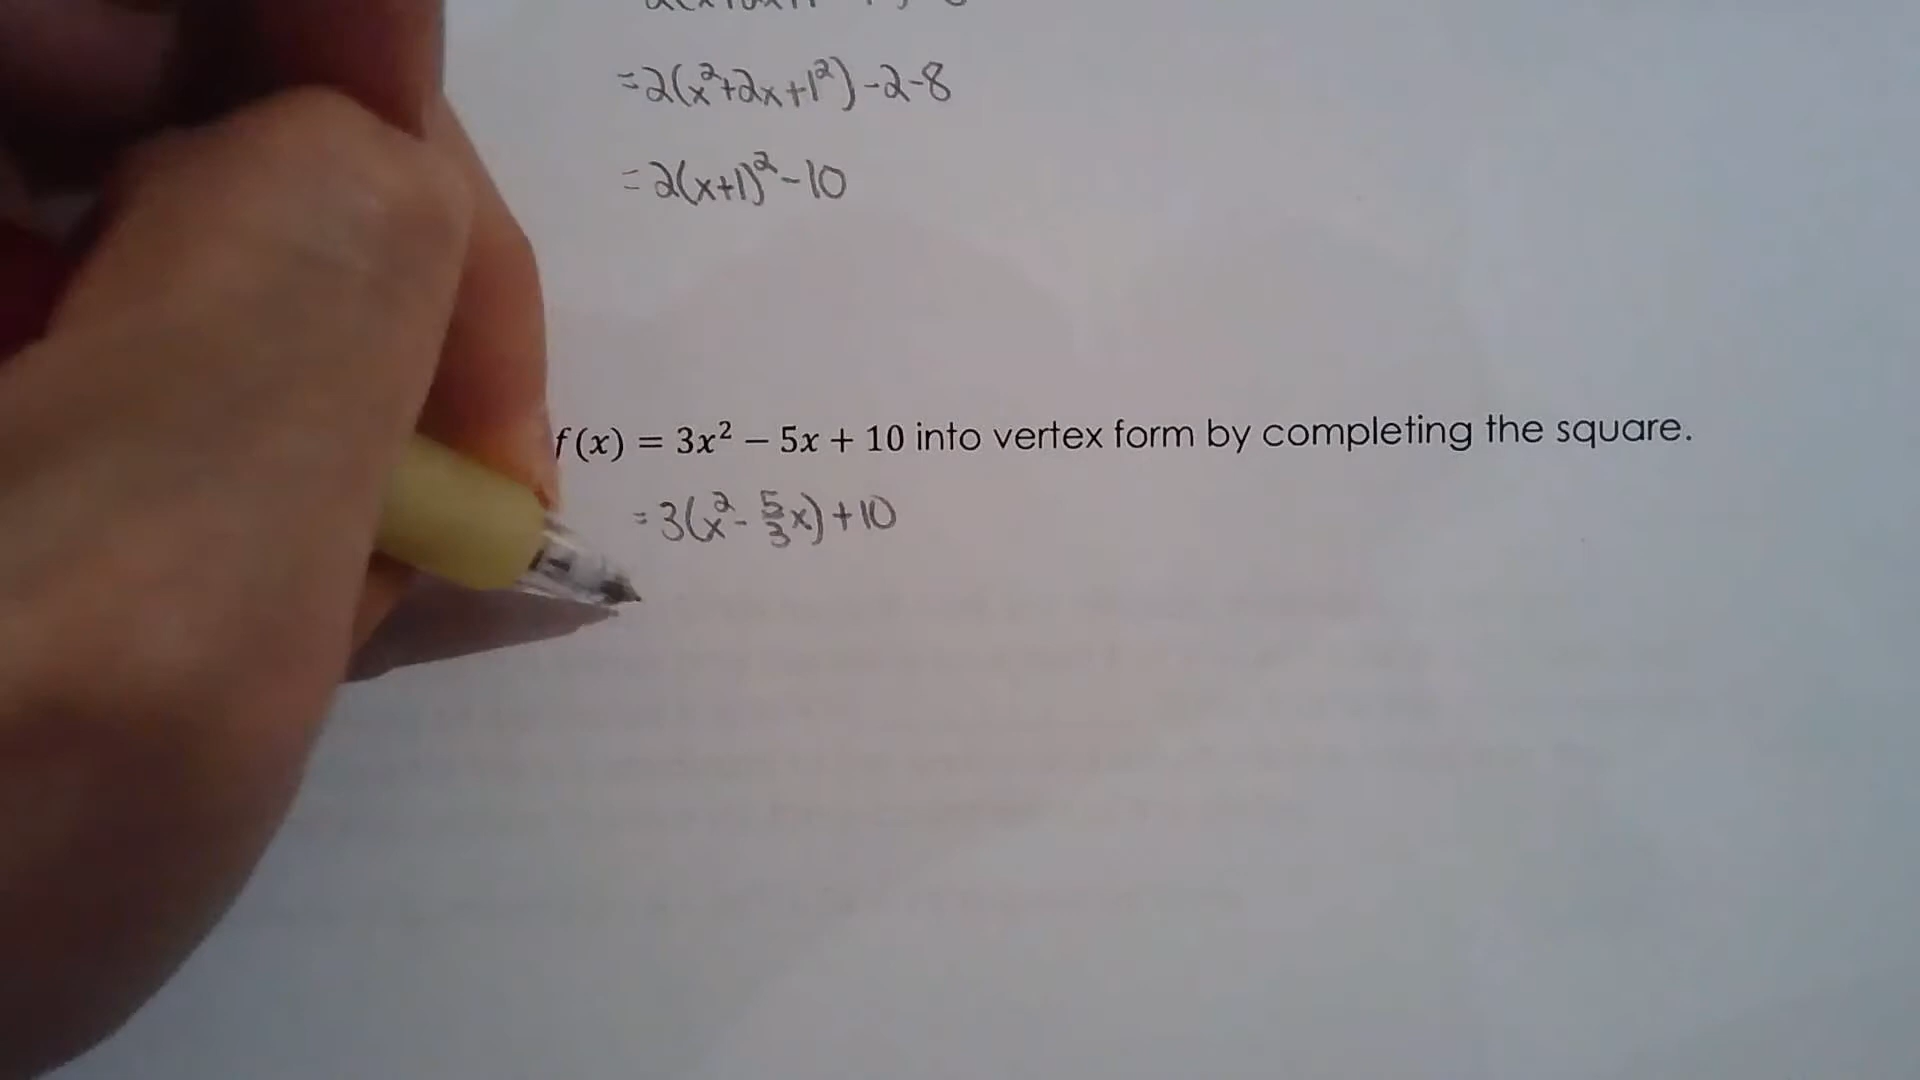 =2(x²+2x+1²)-2-8
=2(x+1)²-10
f(x) = 3x² − 5x + 10 into vertex form by completing the square.
=3(x²-5/3x)+10